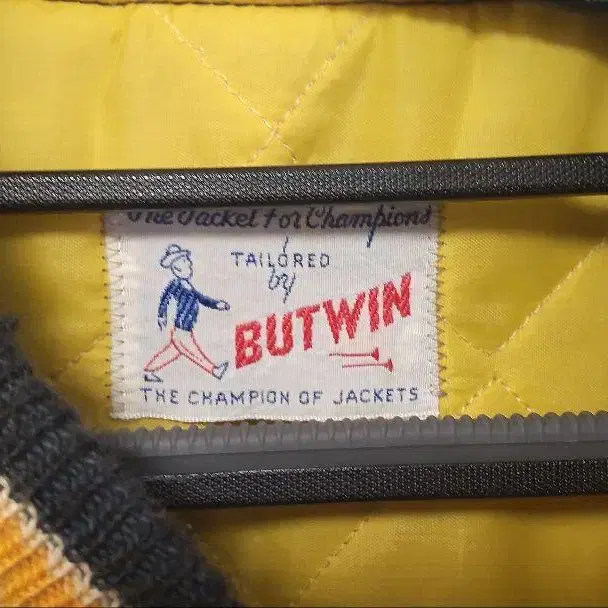 The Jacket For Champions
TAILORED
by
BUTWIN
THE CHAMPION OF JACKETS